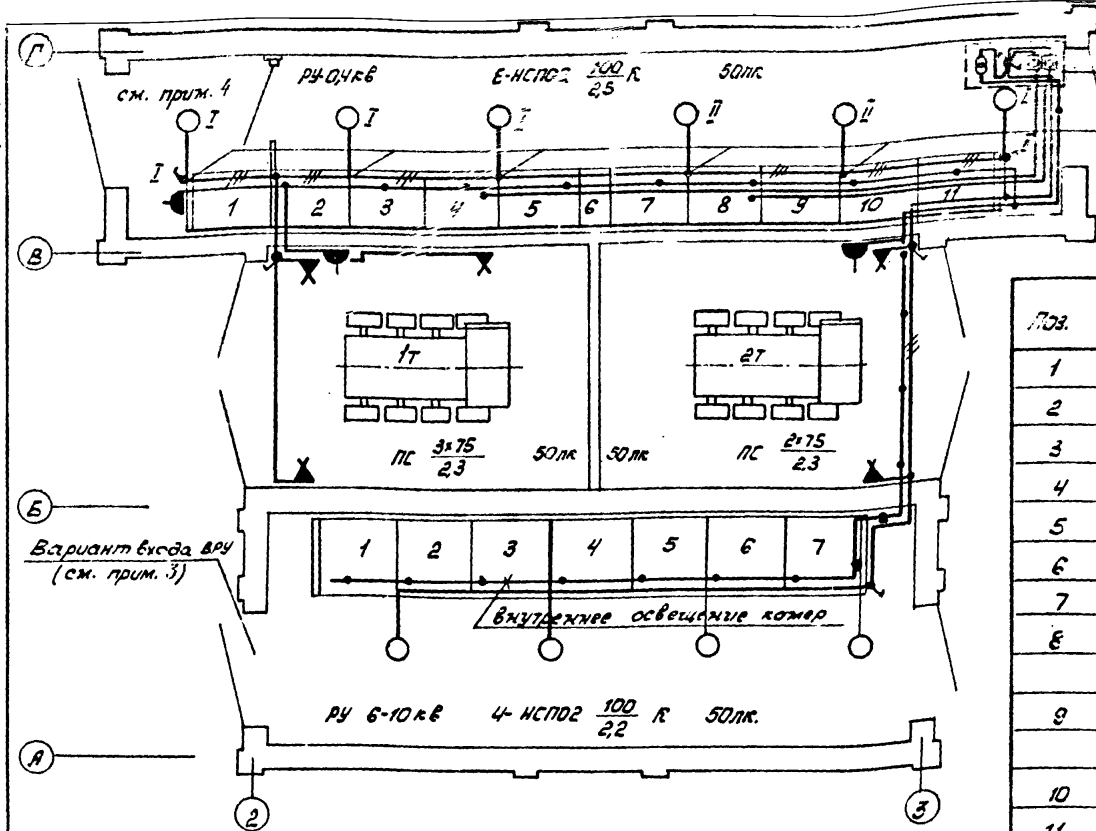 Г
РУ-0,4кв 6-НСП02 100/2,5 К 50лк
см. прим. 4
I I I II II I
I
1 2 3 4 5 6 7 8 9 10 11
В
1т 2т
ПС 3×75/2,3 50лк 50лк ПС 2×75/2,3
Б
Вариант входа в РУ
(см. прим. 3)
1 2 3 4 5 6 7
внутреннее освещение камер
РУ 6-10кв 4-НСП02 100/2,2 К 50лк.
А
2 3
Поз.
1
2
3
4
5
6
7
8
9
10
11